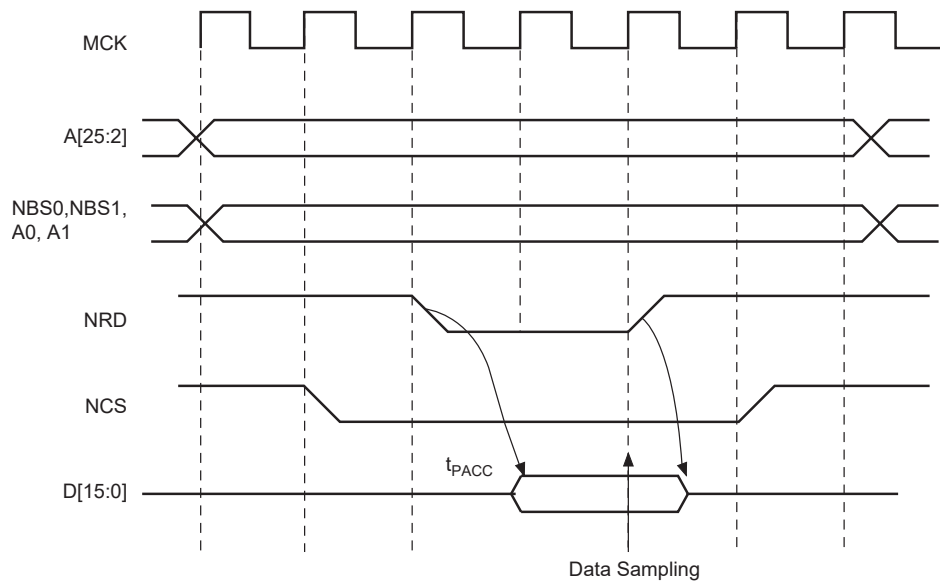 MCK
A[25:2]
NBS0,NBS1,
A0, A1
NRD
NCS
tPACC
D[15:0]
Data Sampling